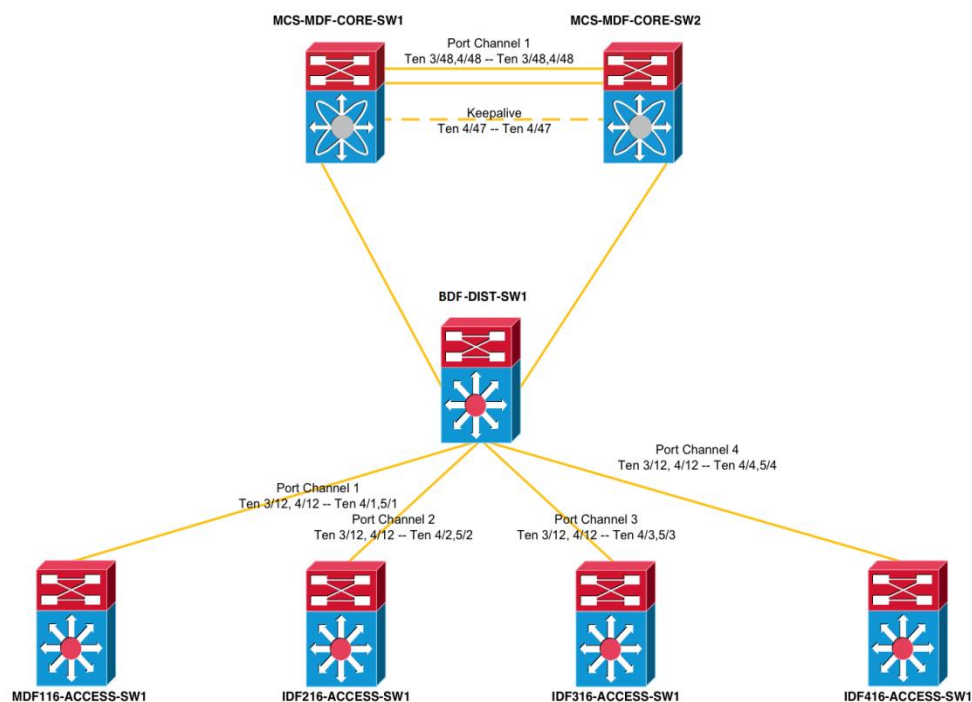 MCS-MDF-CORE-SW1
MCS-MDF-CORE-SW2
Port Channel 1
Ten 3/48,4/48 -- Ten 3/48,4/48
Keepalive
Ten 4/47 -- Ten 4/47
BDF-DIST-SW1
Port Channel 4
Ten 3/12, 4/12 -- Ten 4/4,5/4
Port Channel 1
Ten 3/12, 4/12 -- Ten 4/1,5/1
Port Channel 2
Ten 3/12, 4/12 -- Ten 4/2,5/2
Port Channel 3
Ten 3/12, 4/12 -- Ten 4/3,5/3
MDF116-ACCESS-SW1
IDF216-ACCESS-SW1
IDF316-ACCESS-SW1
IDF416-ACCESS-SW1